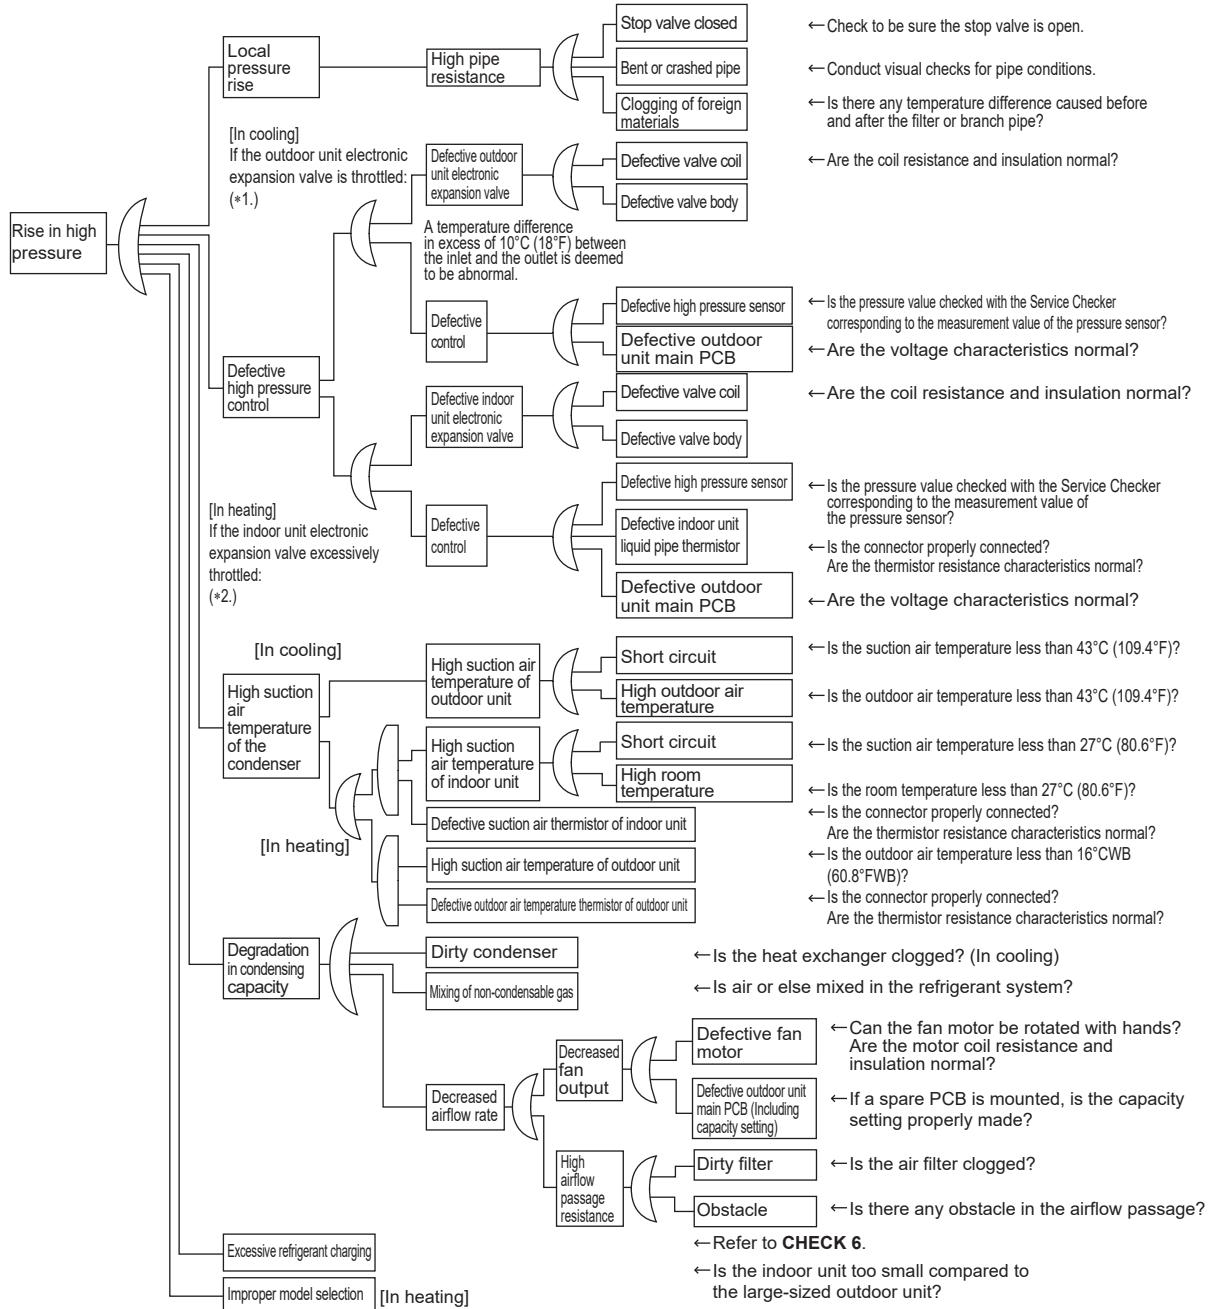 Rise in high
pressure
Local
pressure
rise
High pipe
resistance
Stop valve closed
←Check to be sure the stop valve is open.
Bent or crashed pipe
←Conduct visual checks for pipe conditions.
Clogging of foreign
materials
←Is there any temperature difference caused before
and after the filter or branch pipe?
[In cooling]
If the outdoor unit electronic
expansion valve is throttled:
(*1.)
Defective outdoor
unit electronic
expansion valve
Defective valve coil
←Are the coil resistance and insulation normal?
Defective valve body
A temperature difference
in excess of 10°C (18°F) between
the inlet and the outlet is deemed
to be abnormal.
Defective
high pressure
control
Defective
control
Defective high pressure sensor
←Is the pressure value checked with the Service Checker
corresponding to the measurement value of the pressure sensor?
Defective outdoor
unit main PCB
←Are the voltage characteristics normal?
Defective indoor
unit electronic
expansion valve
Defective valve coil
←Are the coil resistance and insulation normal?
Defective valve body
[In heating]
If the indoor unit electronic
expansion valve excessively
throttled:
(*2.)
Defective
control
Defective high pressure sensor
←Is the pressure value checked with the Service Checker
corresponding to the measurement value of
the pressure sensor?
Defective indoor unit
liquid pipe thermistor
←Is the connector properly connected?
Are the thermistor resistance characteristics normal?
Defective outdoor
unit main PCB
←Are the voltage characteristics normal?
[In cooling]
High suction
air
temperature
of the
condenser
High suction air
temperature of
outdoor unit
Short circuit
←Is the suction air temperature less than 43°C (109.4°F)?
High outdoor air
temperature
←Is the outdoor air temperature less than 43°C (109.4°F)?
[In heating]
High suction
air temperature
of indoor unit
Short circuit
←Is the suction air temperature less than 27°C (80.6°F)?
High room
temperature
←Is the room temperature less than 27°C (80.6°F)?
Defective suction air thermistor of indoor unit
←Is the connector properly connected?
Are the thermistor resistance characteristics normal?
High suction air temperature of outdoor unit
←Is the outdoor air temperature less than 16°CWB
(60.8°FWB)?
Defective outdoor air temperature thermistor of outdoor unit
←Is the connector properly connected?
Are the thermistor resistance characteristics normal?
Degradation
in condensing
capacity
Dirty condenser
←Is the heat exchanger clogged? (In cooling)
Mixing of non-condensable gas
←Is air or else mixed in the refrigerant system?
Decreased
airflow rate
Decreased
fan
output
Defective fan
motor
←Can the fan motor be rotated with hands?
Are the motor coil resistance and
insulation normal?
Defective outdoor unit
main PCB (Including
capacity setting)
←If a spare PCB is mounted, is the capacity
setting properly made?
High
airflow
passage
resistance
Dirty filter
←Is the air filter clogged?
Obstacle
←Is there any obstacle in the airflow passage?
Excessive refrigerant charging
←Refer to CHECK 6.
Improper model selection
[In heating]
←Is the indoor unit too small compared to
the large-sized outdoor unit?